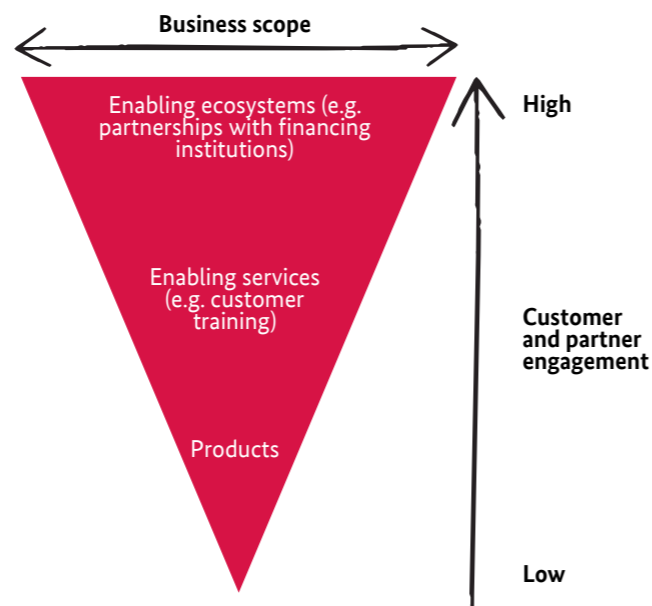 Business scope
Enabling ecosystems (e.g.
partnerships with financing
institutions)
High
Enabling services
(e.g. customer
training)
Customer
and partner
engagement
Products
Low